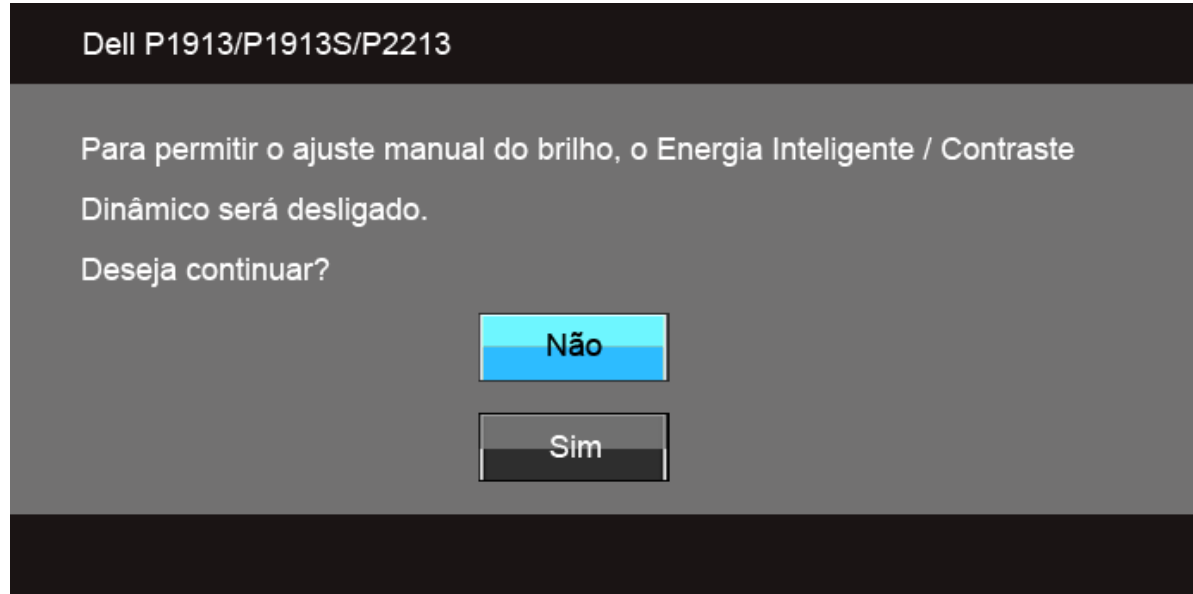 Dell P1913/P1913S/P2213
Para permitir o ajuste manual do brilho, o Energia Inteligente / Contraste
Dinâmico será desligado.
Deseja continuar?
Não
Sim